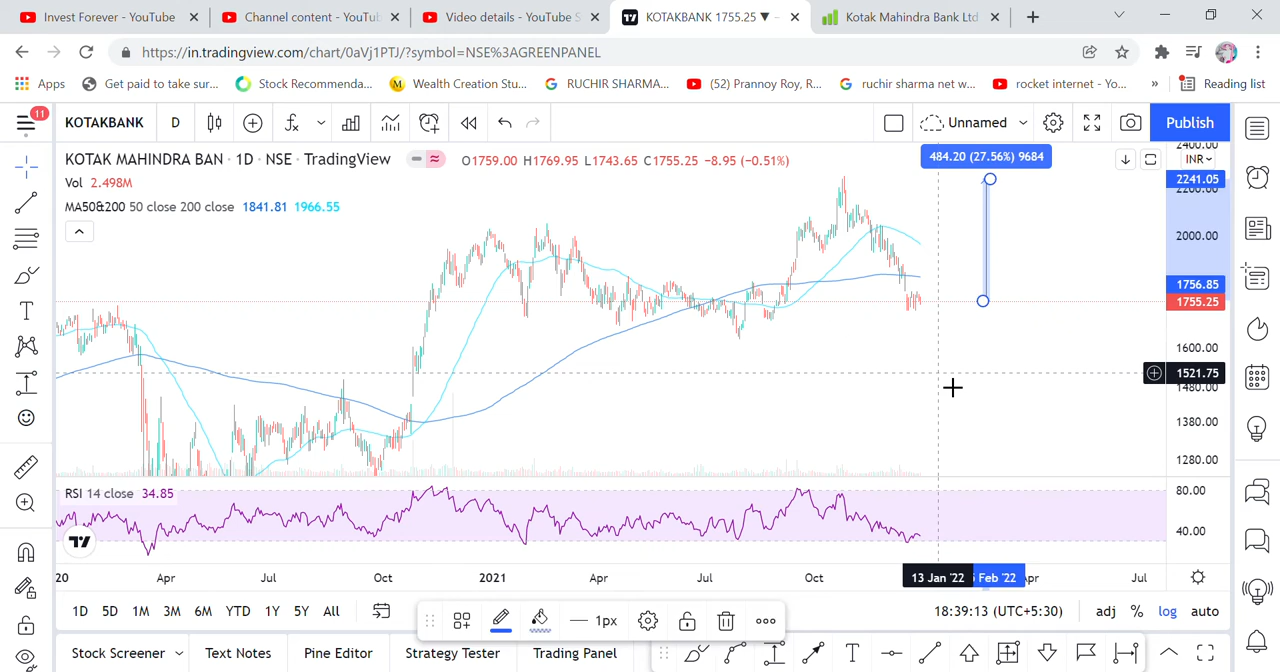 Invest Forever - YouTube
Channel content - YouTu
Video details - YouTube S
KOTAKBANK 1755.25 ▼ -
Kotak Mahindra Bank Ltd
https://in.tradingview.com/chart/0aVj1PTJ/?symbol=NSE%3AGREENPANEL
Apps
Get paid to take sur...
Stock Recommenda...
Wealth Creation Stu...
RUCHIR SHARMA...
(52) Prannoy Roy, R...
ruchir sharma net w...
rocket internet - Yo...
»
Reading list
11
KOTAKBANK
D
Unnamed
Publish
KOTAK MAHINDRA BAN · 1D · NSE · TradingView
O1759.00 H1769.95 L1743.65 C1755.25 -8.95 (-0.51%)
Vol 2.498M
MA50&200 50 close 200 close 1841.81 1966.55
484.20 (27.56%) 9684
2400.00
INR
2241.05
2200.00
2000.00
1756.85
1755.25
1600.00
1521.75
1480.00
1380.00
1280.00
RSI 14 close 34.85
80.00
40.00
20 Apr Jul Oct 2021 Apr Jul Oct 13 Jan '22 Feb '22 Apr Jul
1D 5D 1M 3M 6M YTD 1Y 5Y All
1px
18:39:13 (UTC+5:30)
adj % log auto
Stock Screener
Text Notes
Pine Editor
Strategy Tester
Trading Panel